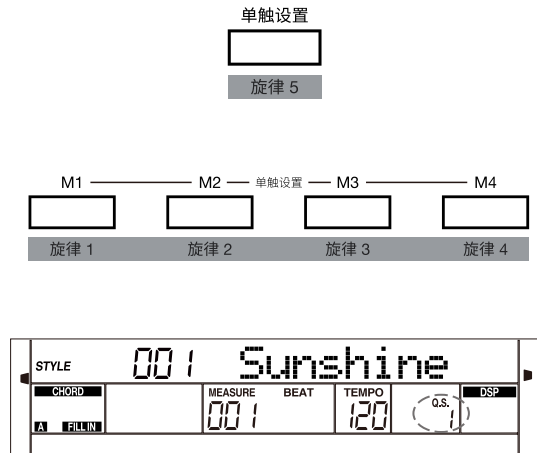 单触设置
旋律 5
M1 M2 单触设置 M3 M4
旋律 1 旋律 2 旋律 3 旋律 4
STYLE 001 Sunshine
CHORD MEASURE BEAT TEMPO Q.S. DSP
A FILL IN 001 120 1